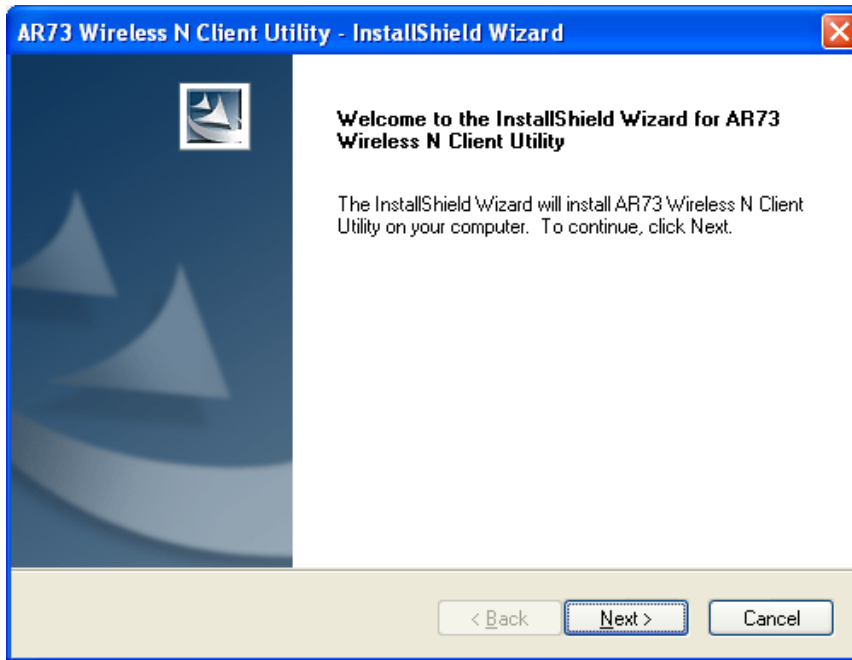 AR73 Wireless N Client Utility - InstallShield Wizard
Welcome to the InstallShield Wizard for AR73
Wireless N Client Utility
The InstallShield Wizard will install AR73 Wireless N Client
Utility on your computer. To continue, click Next.
< Back
Next >
Cancel